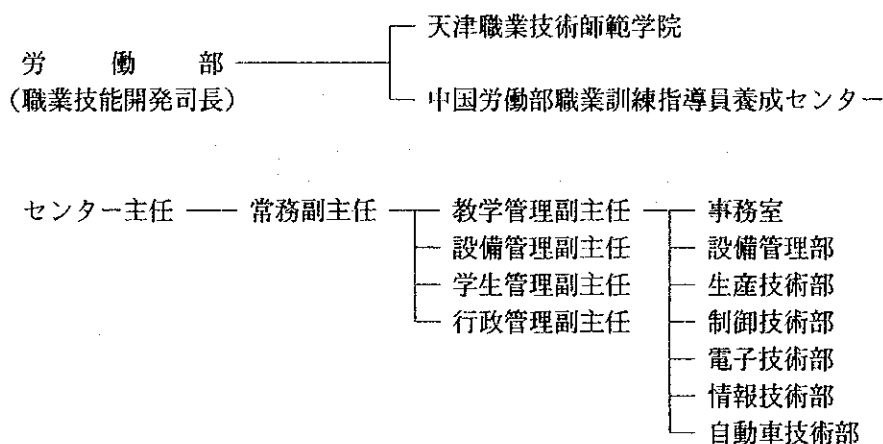 天津職業技術師範学院
労働部
(職業技能開発司長)
中国労働部職業訓練指導員養成センター
センター主任 常務副主任 教学管理副主任 事務室
設備管理副主任 設備管理部
学生管理副主任 生産技術部
行政管理副主任 制御技術部
電子技術部
情報技術部
自動車技術部